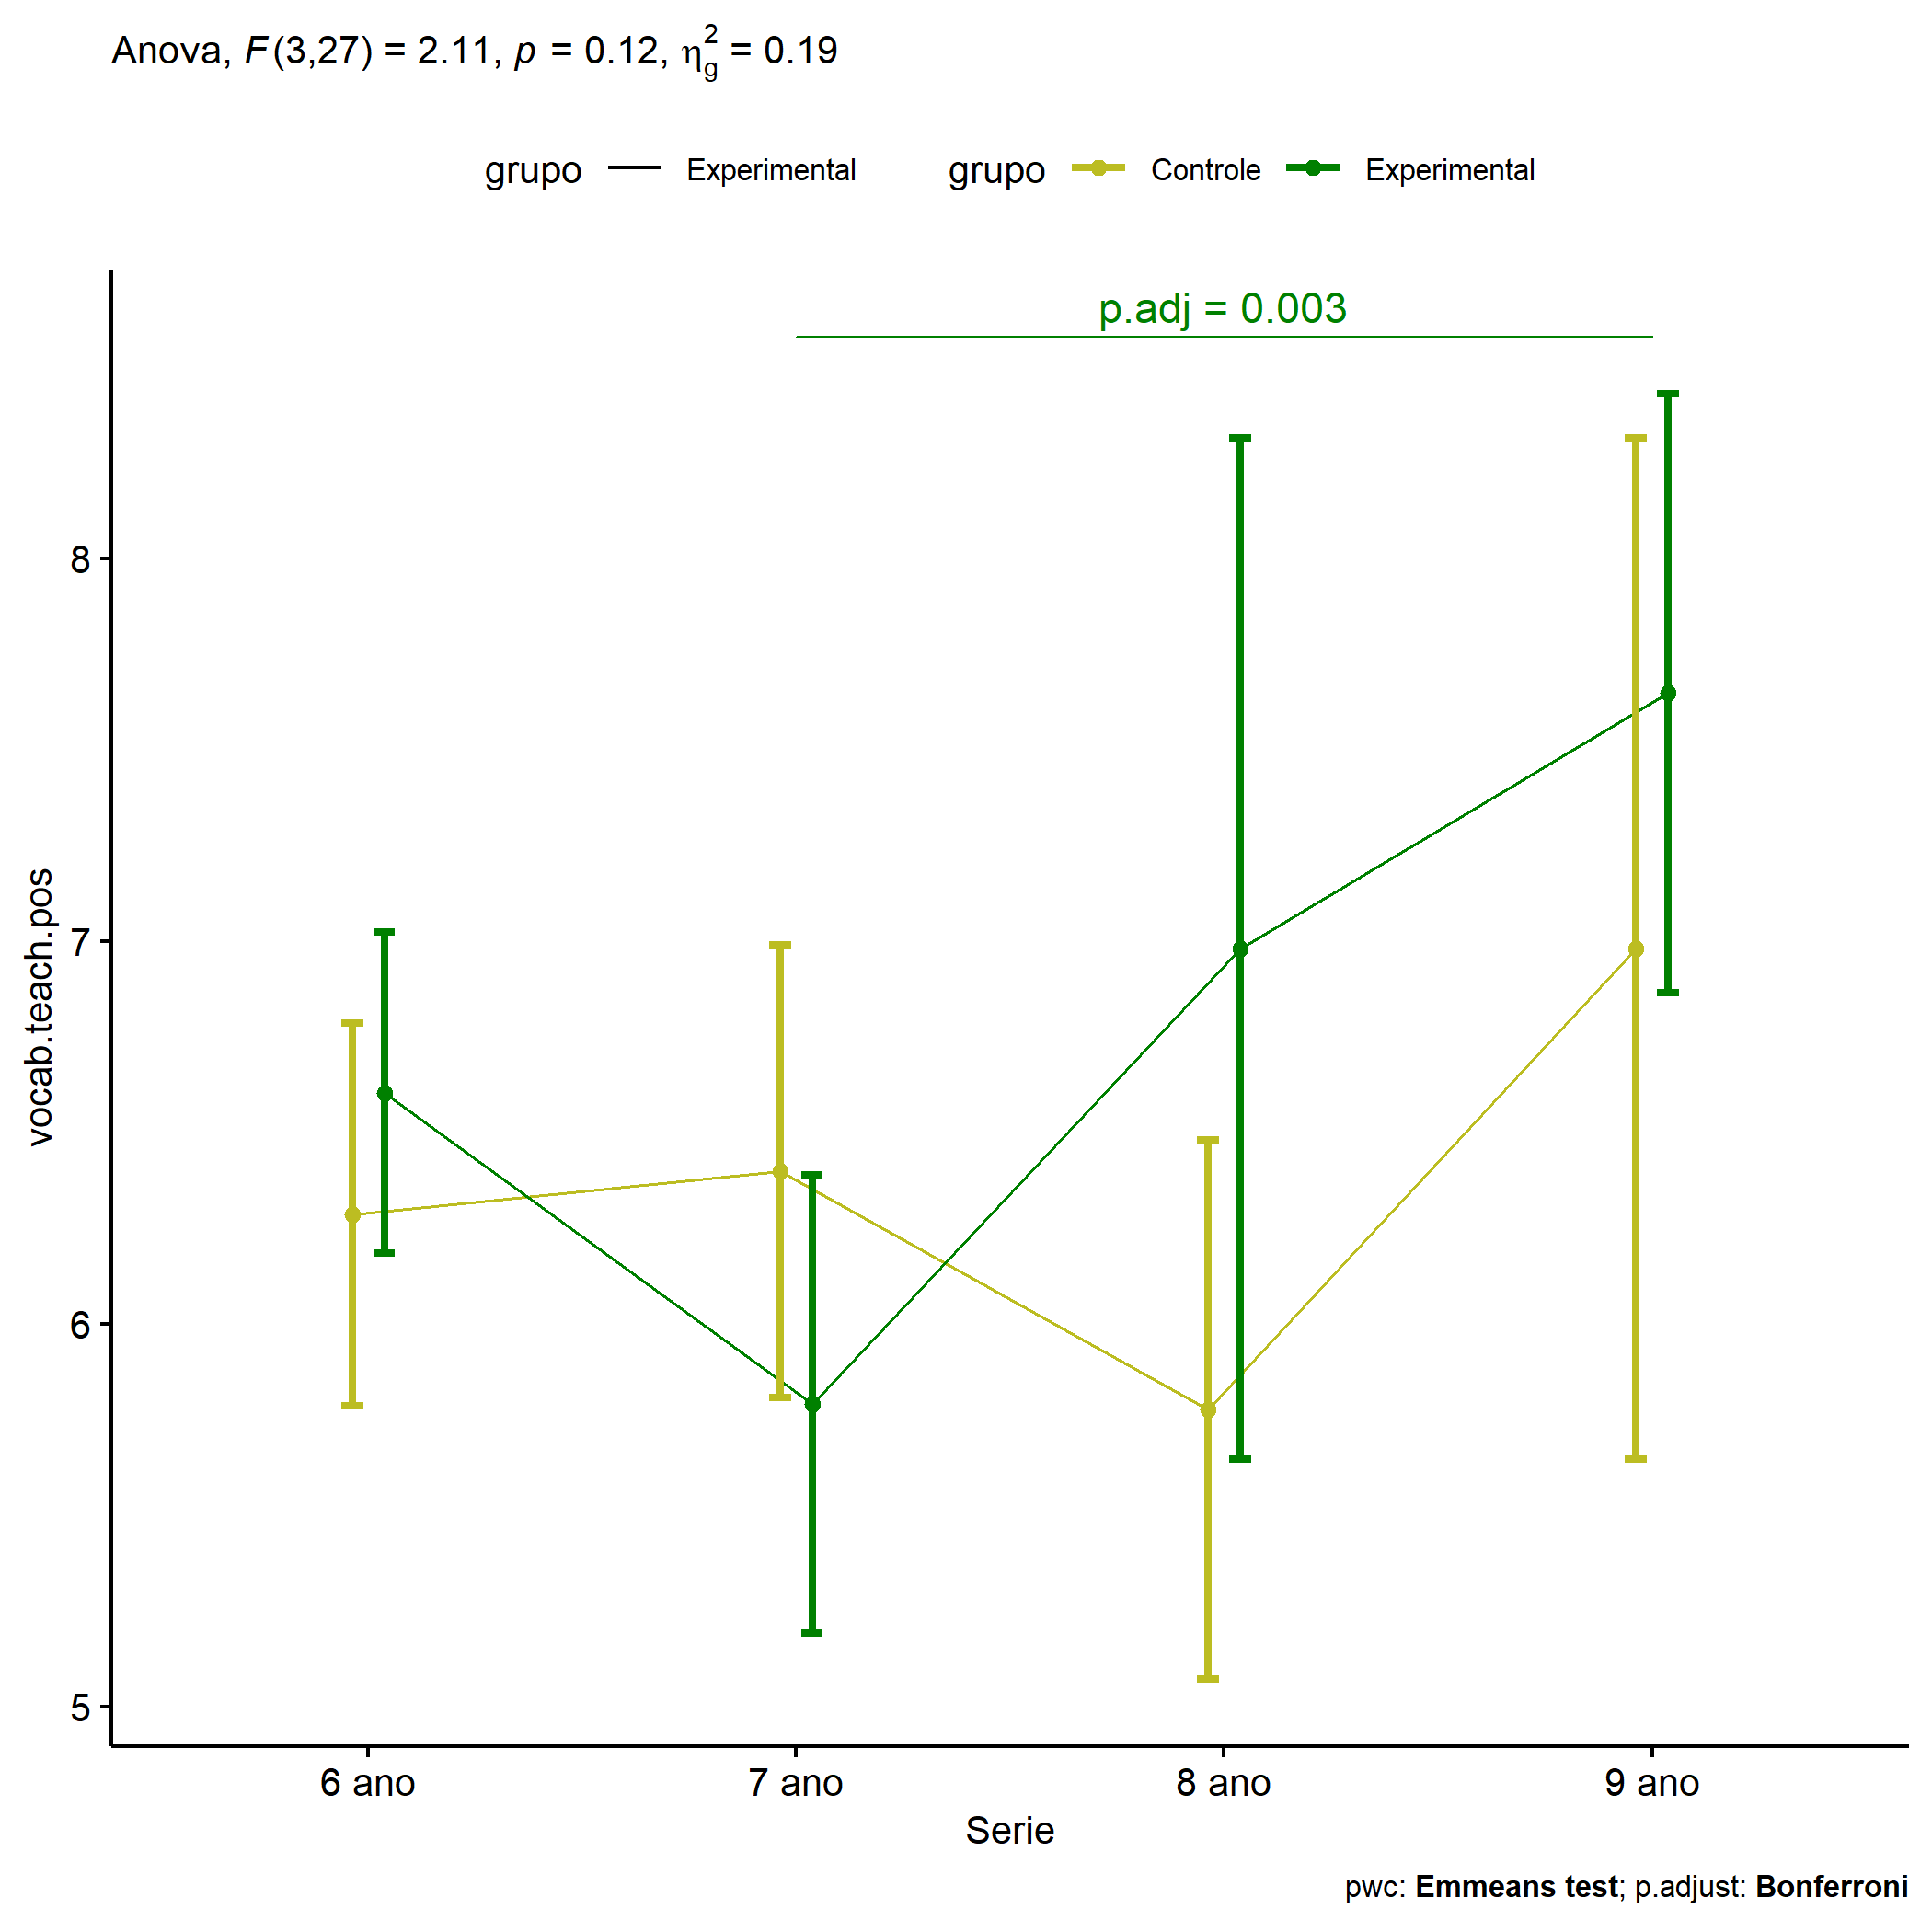 Anova, F(3,27) = 2.11, p = 0.12, η²g = 0.19
grupo Experimental grupo Controle Experimental
p.adj = 0.003
8
7
6
5
vocab.teach.pos
6 ano 7 ano 8 ano 9 ano
Serie
pwc: Emmeans test; p.adjust: Bonferroni